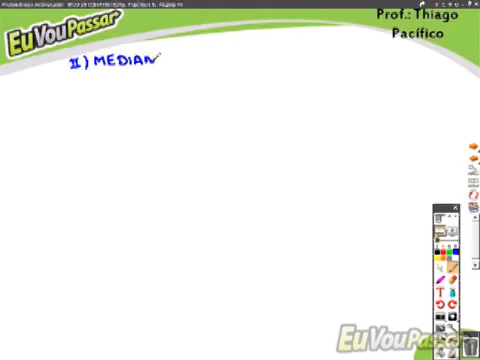 Prof.: Thiago
Pacífico
EuVouPassar
II) MEDIAN
EuVouPassar